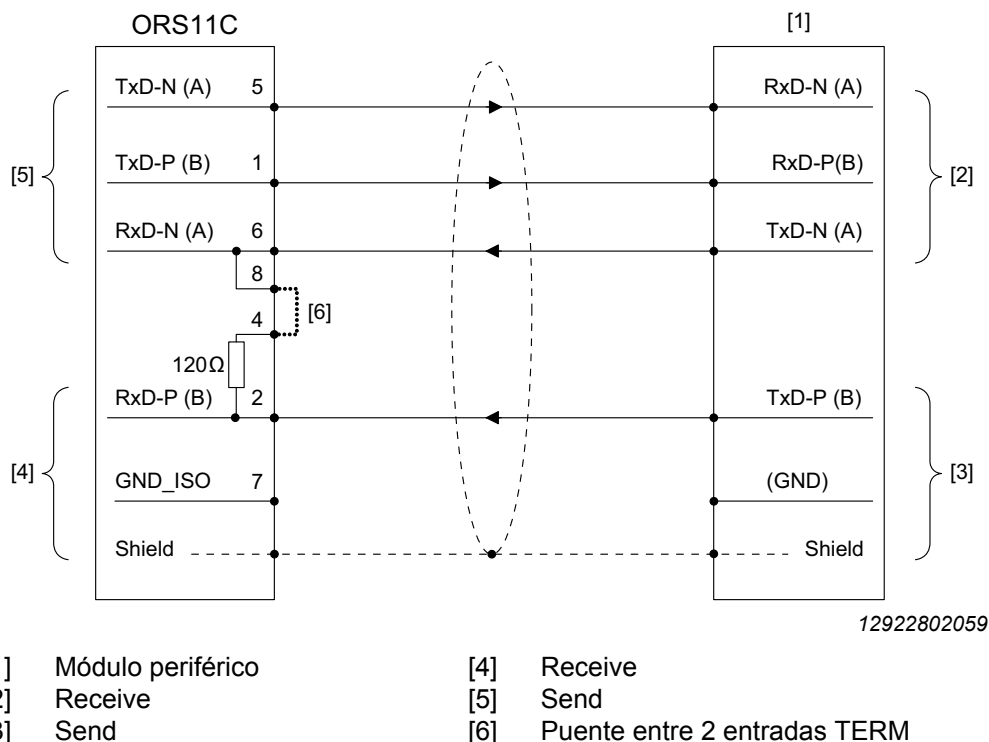 ORS11C [1]
TxD-N (A) 5 RxD-N (A)
TxD-P (B) 1 RxD-P(B)
[5] [2]
RxD-N (A) 6 TxD-N (A)
8
4 [6]
120Ω
RxD-P (B) 2 TxD-P (B)
[4] GND_ISO 7 (GND) [3]
Shield Shield
12922802059
] Módulo periférico [4] Receive
2] Receive [5] Send
3] Send [6] Puente entre 2 entradas TERM